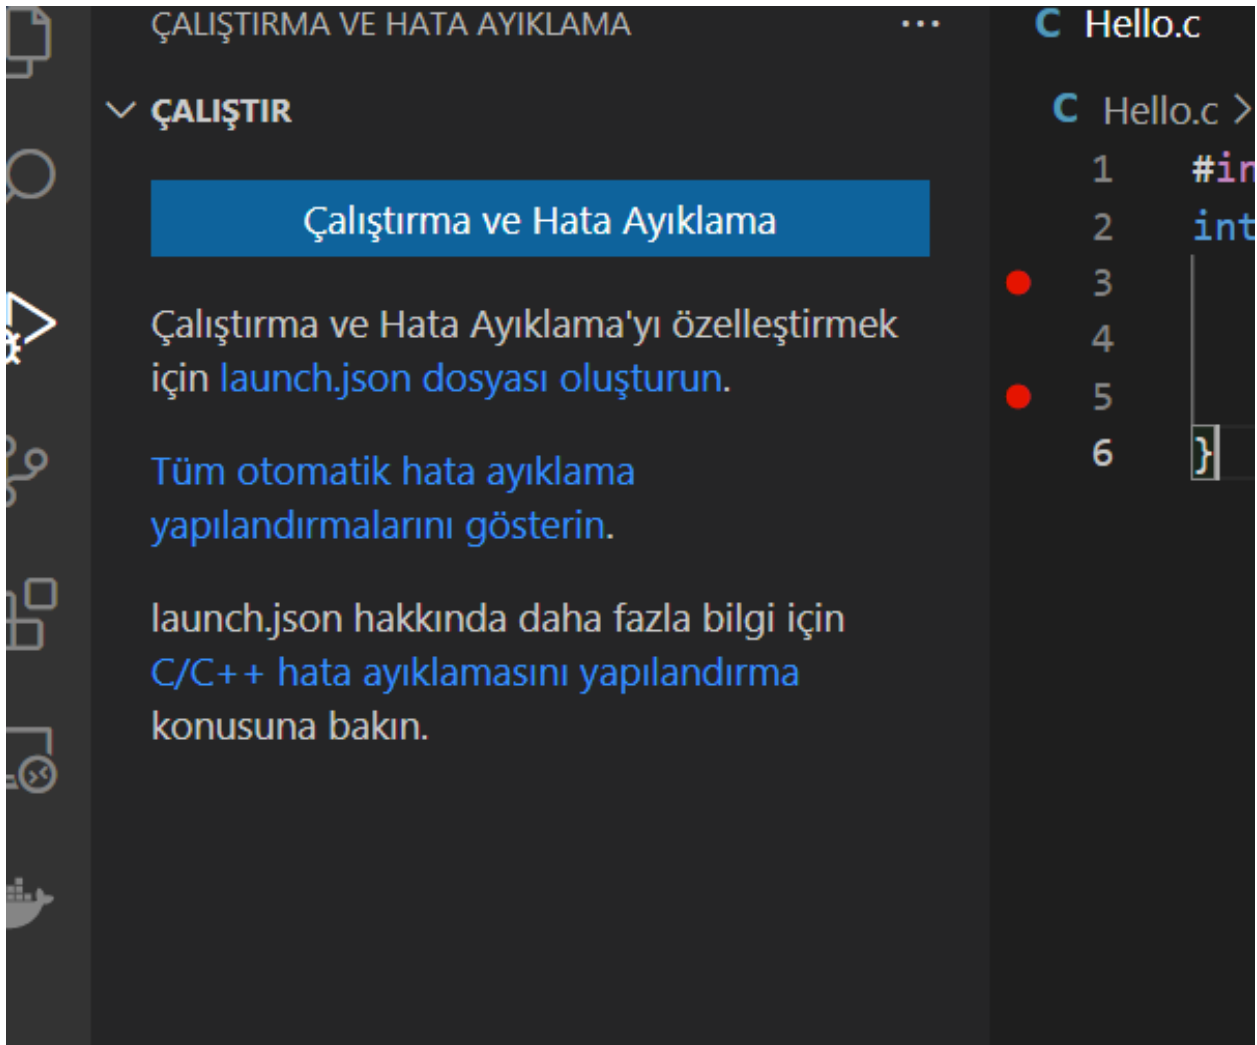 ÇALIŞTIRMA VE HATA AYIKLAMA ...
ÇALIŞTIR
Çalıştırma ve Hata Ayıklama
Çalıştırma ve Hata Ayıklama'yı özelleştirmek
için launch.json dosyası oluşturun.
Tüm otomatik hata ayıklama
yapılandırmalarını gösterin.
launch.json hakkında daha fazla bilgi için
C/C++ hata ayıklamasını yapılandırma
konusuna bakın.
C Hello.c
C Hello.c >
1 #in
2 int
3
4
5
6 }